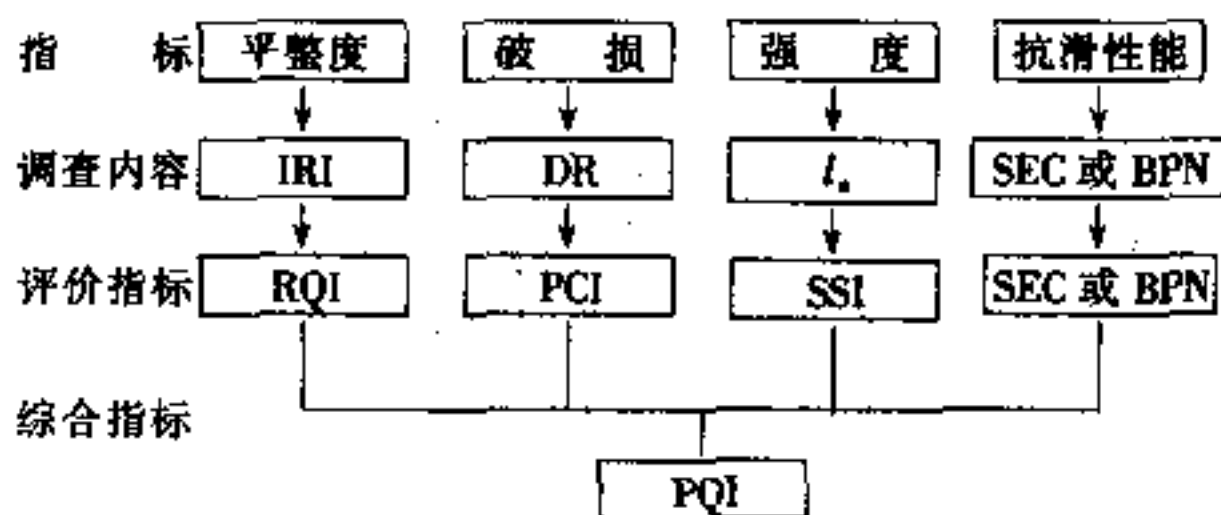 指 标 平整度 破 损 强 度 抗滑性能
调查内容 IRI DR SEC 或 BPN
评价指标 RQI PCI SSI SEC 或 BPN
综合指标
PQI